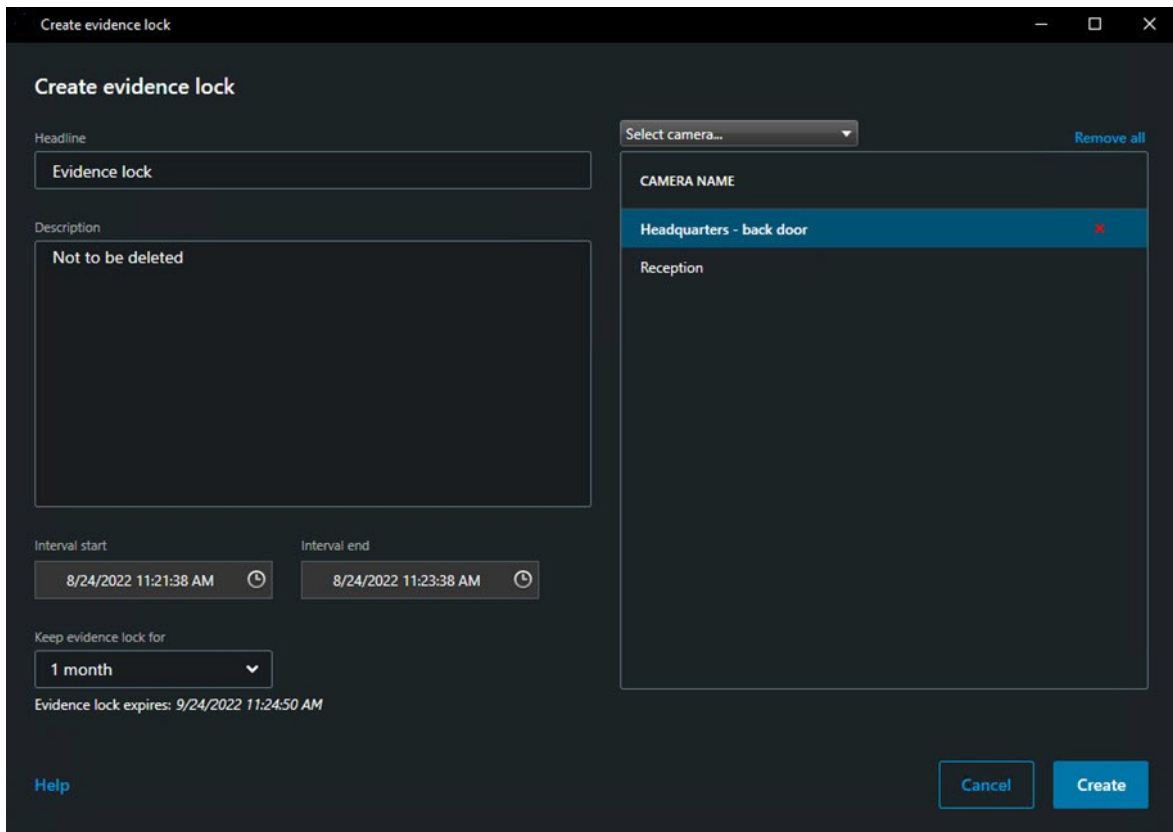 Create evidence lock
Create evidence lock
Headline
Evidence lock
Description
Not to be deleted
Interval start
Interval end
8/24/2022 11:21:38 AM
8/24/2022 11:23:38 AM
Keep evidence lock for
1 month
Evidence lock expires: 9/24/2022 11:24:50 AM
Select camera...
Remove all
CAMERA NAME
Headquarters - back door
Reception
Help
Cancel
Create